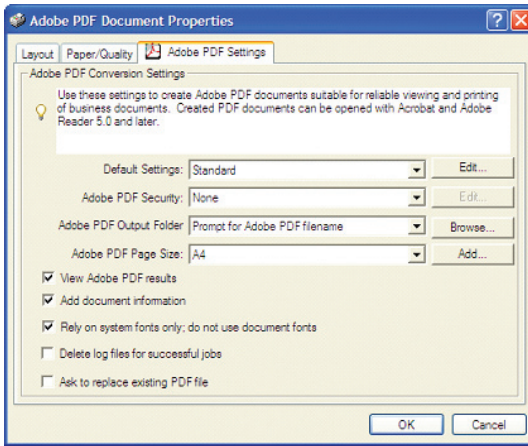 Adobe PDF Document Properties
Layout Paper/Quality Adobe PDF Settings
Adobe PDF Conversion Settings
Use these settings to create Adobe PDF documents suitable for reliable viewing and printing
of business documents. Created PDF documents can be opened with Acrobat and Adobe
Reader 5.0 and later.
Default Settings: Standard Edit...
Adobe PDF Security: None Edit...
Adobe PDF Output Folder Prompt for Adobe PDF filename Browse...
Adobe PDF Page Size: A4 Add...
View Adobe PDF results
Add document information
Rely on system fonts only; do not use document fonts
Delete log files for successful jobs
Ask to replace existing PDF file
OK Cancel